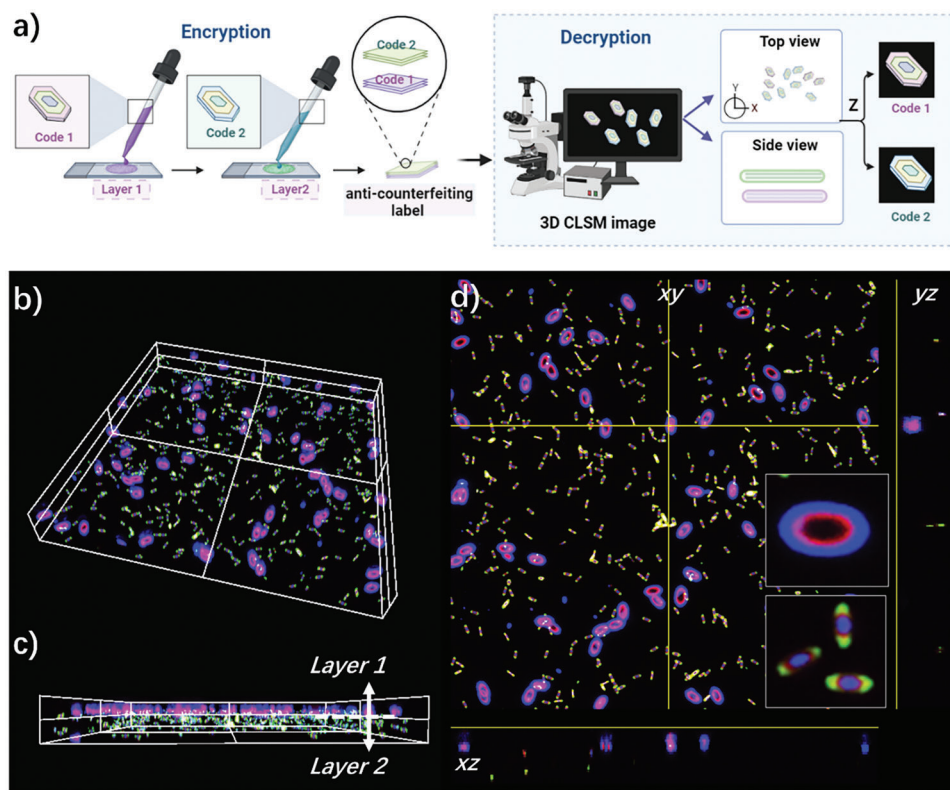 a)
Encryption
Code 1
Layer 1
Code 2
Layer2
Code 2
Code 1
anti-counterfeiting
label
Decryption
3D CLSM image
Top view
Y
X
Side view
Z
Code 1
Code 2
b)
c)
Layer 1
Layer 2
d)
xy
yz
xz